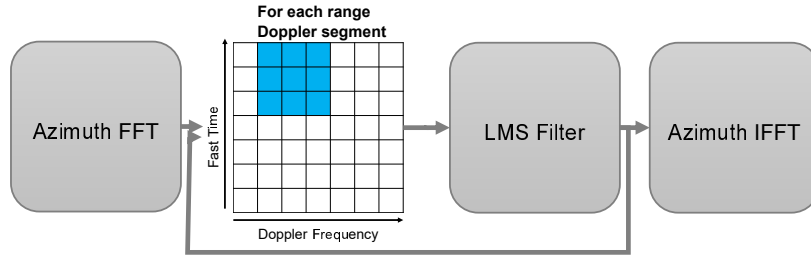 For each range
Doppler segment
Azimuth FFT
Fast Time
LMS Filter
Azimuth IFFT
Doppler Frequency